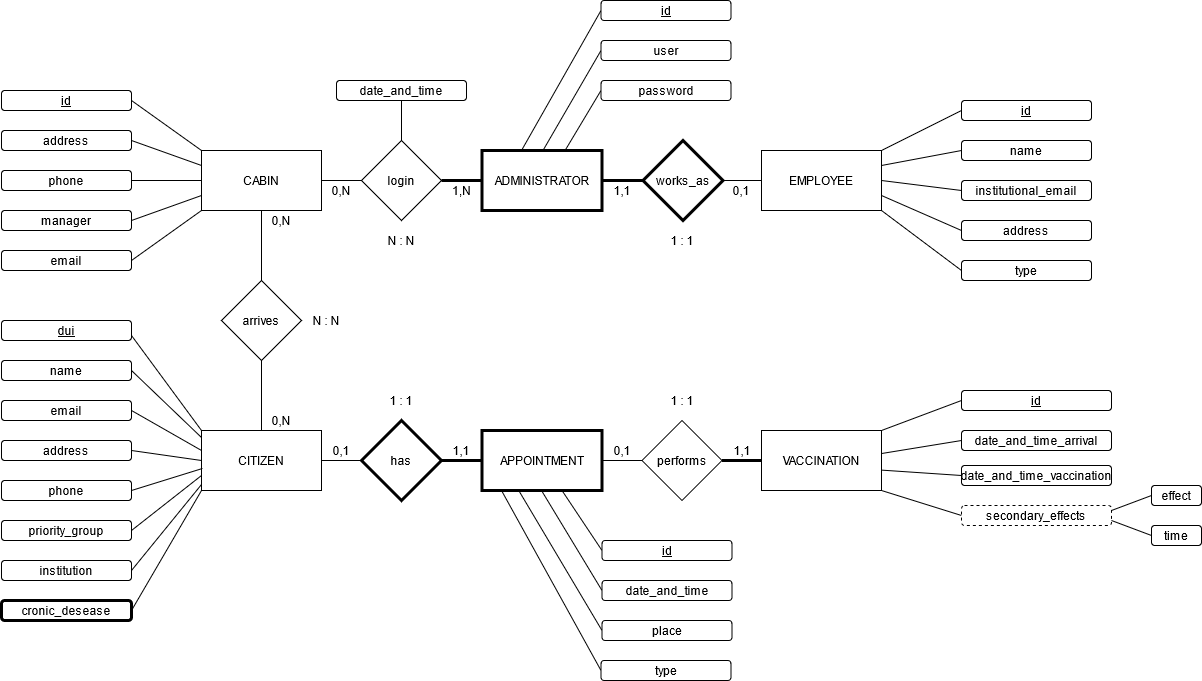 id
user
password
date_and_time
id
address
phone
manager
email
CABIN
0,N
login
1,N
N : N
ADMINISTRATOR
1,1
works_as
0,1
1 : 1
EMPLOYEE
id
name
institutional_email
address
type
0,N
arrives
N : N
0,N
dui
name
email
address
phone
priority_group
institution
cronic_desease
CITIZEN
0,1
1 : 1
has
1,1
APPOINTMENT
0,1
1 : 1
performs
1,1
VACCINATION
id
date_and_time_arrival
date_and_time_vaccination
secondary_effects
effect
time
id
date_and_time
place
type